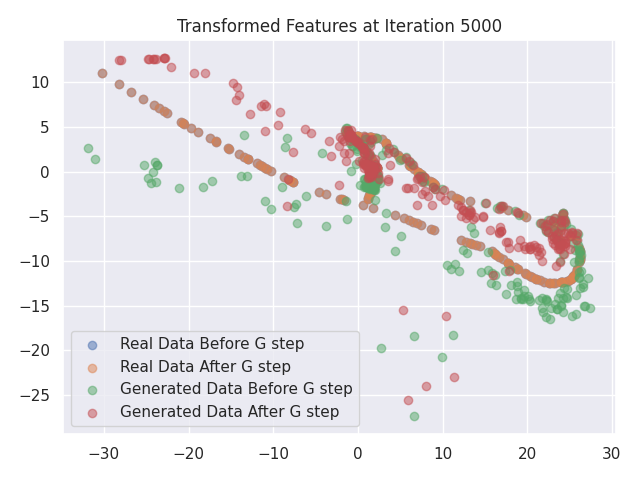 Transformed Features at Iteration 5000
10
5
0
−5
−10
−15
−20
−25
Real Data Before G step
Real Data After G step
Generated Data Before G step
Generated Data After G step
−30 −20 −10 0 10 20 30